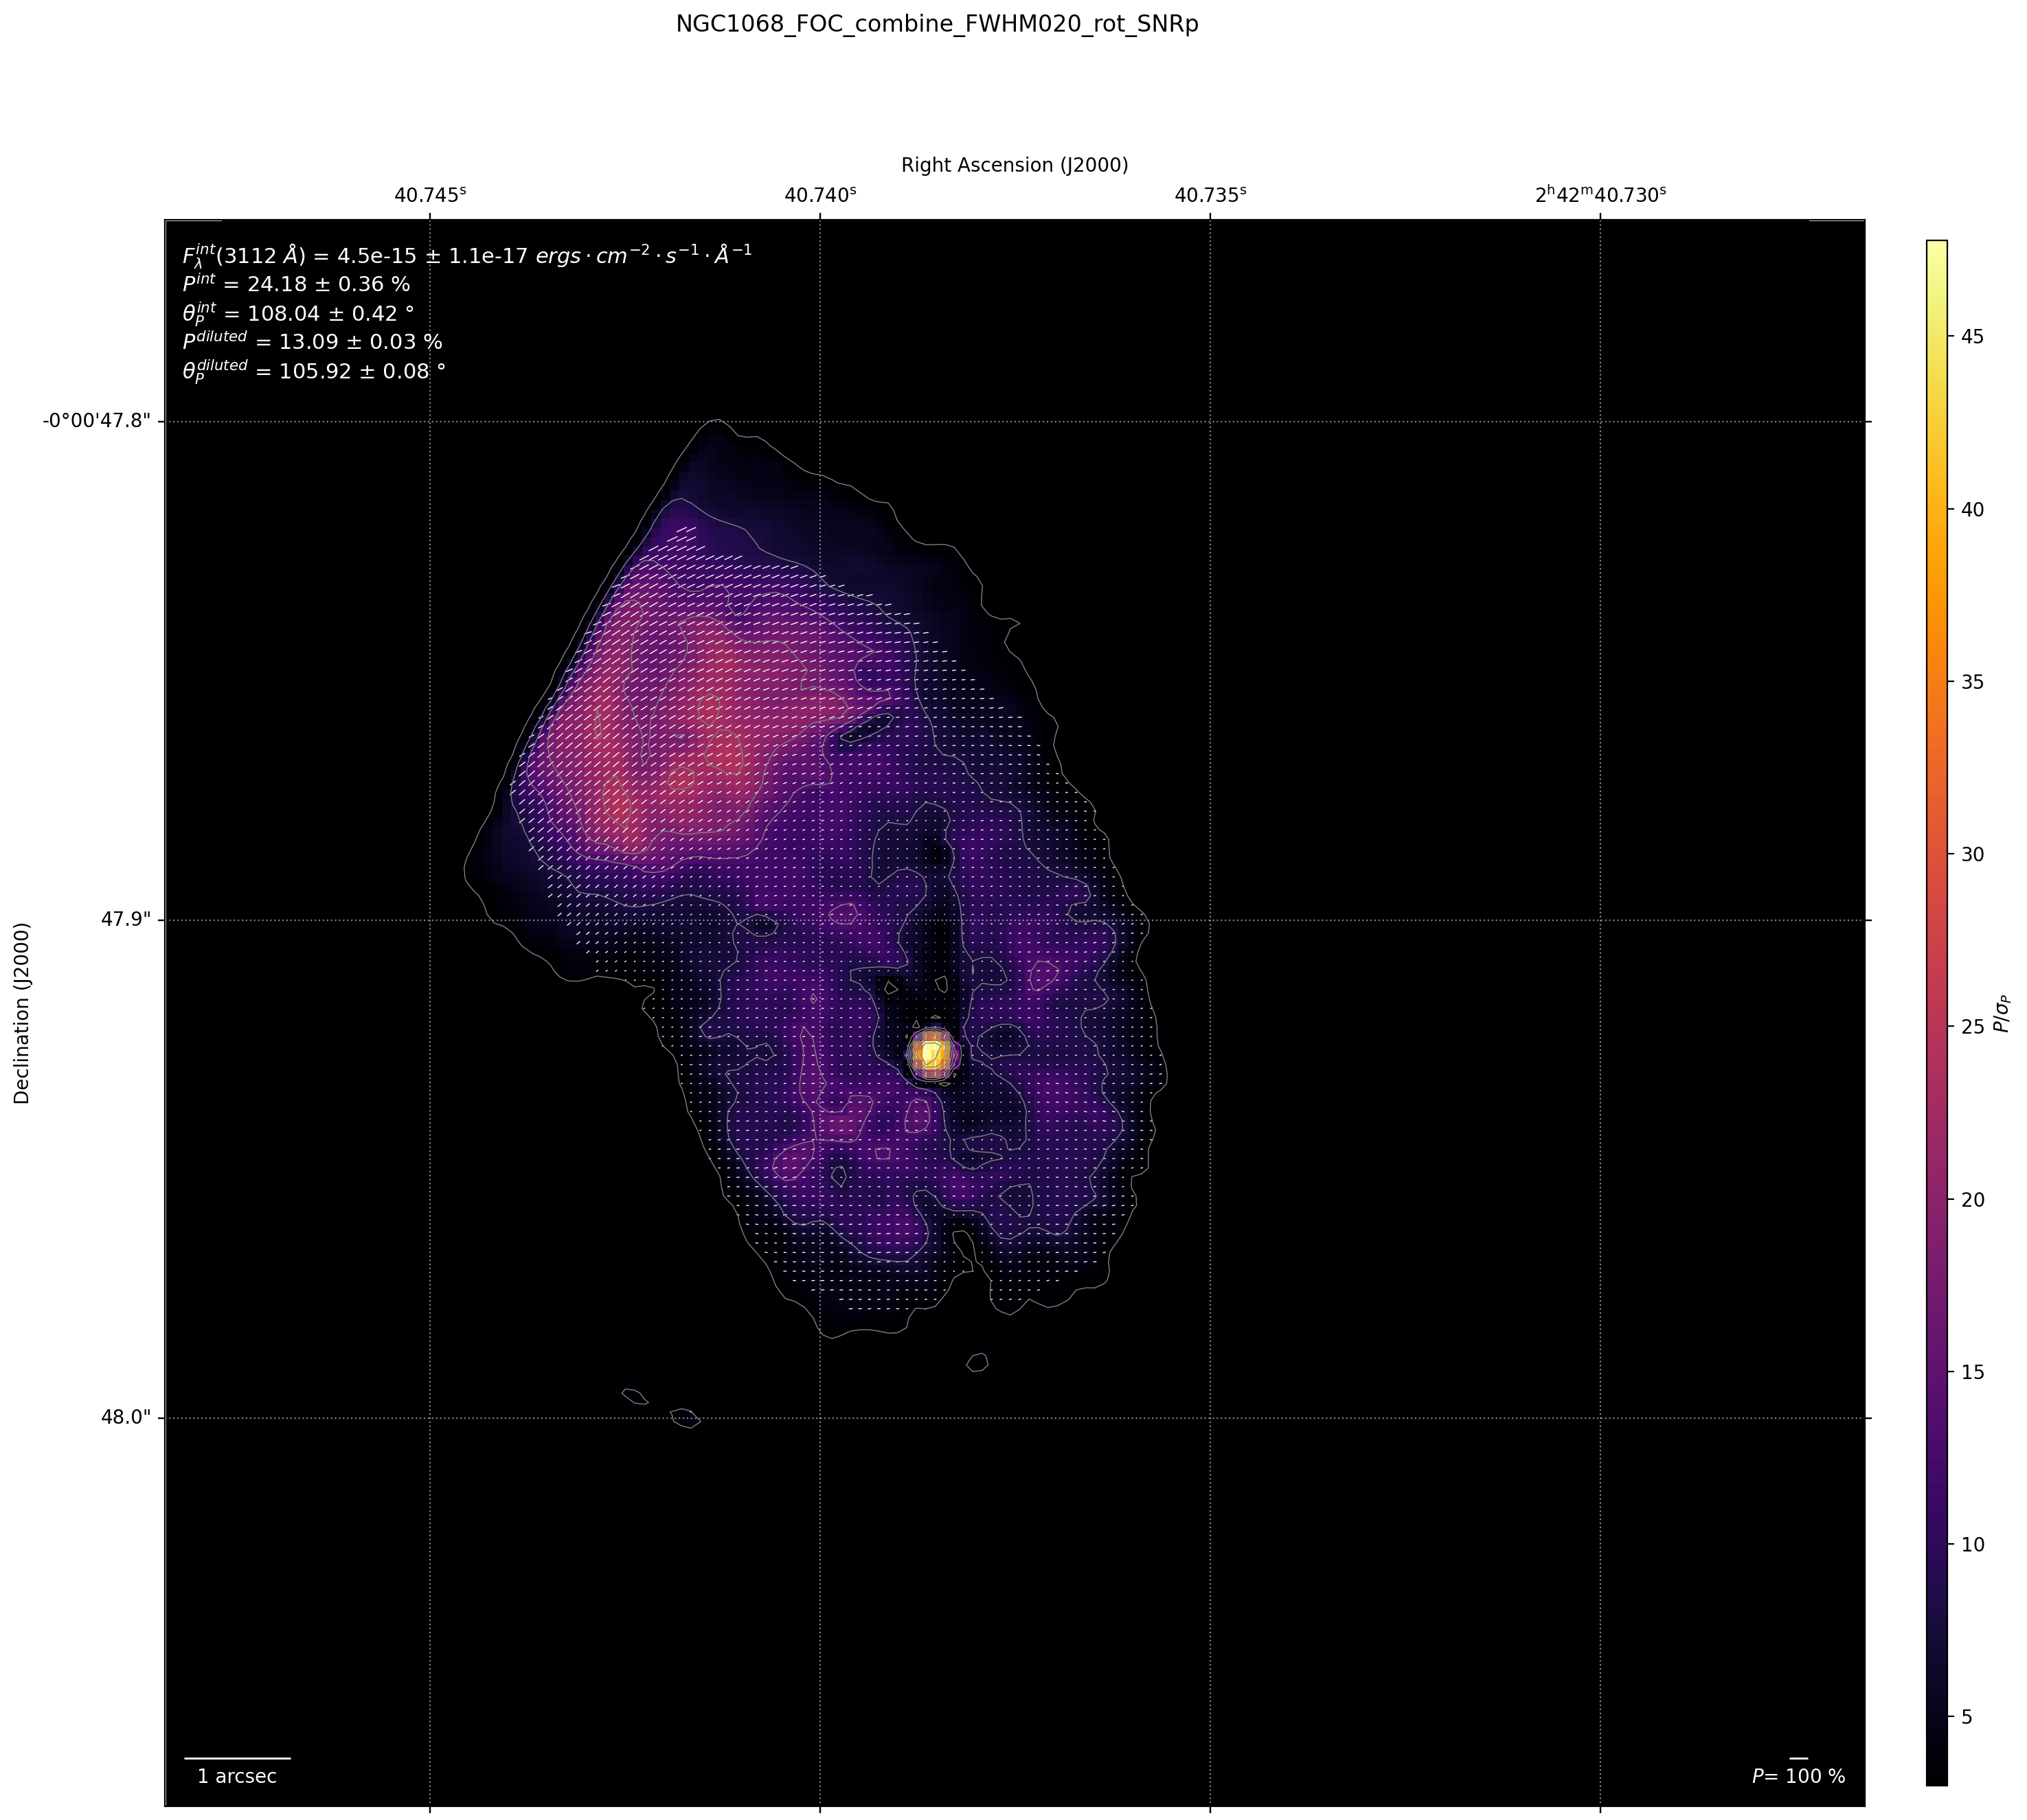 NGC1068_FOC_combine_FWHM020_rot_SNRp
Right Ascension (J2000)
40.745ˢ 40.740ˢ 40.735ˢ 2ʰ42ᵐ40.730ˢ
F_λ^int(3112 Å) = 4.5e-15 ± 1.1e-17 ergs · cm⁻² · s⁻¹ · Å⁻¹
P^int = 24.18 ± 0.36 %
θ_P^int = 108.04 ± 0.42 °
P^diluted = 13.09 ± 0.03 %
θ_P^diluted = 105.92 ± 0.08 °
-0°00'47.8"
47.9"
48.0"
Declination (J2000)
45
40
35
30
25
20
15
10
5
P/σ_P
1 arcsec
P= 100 %